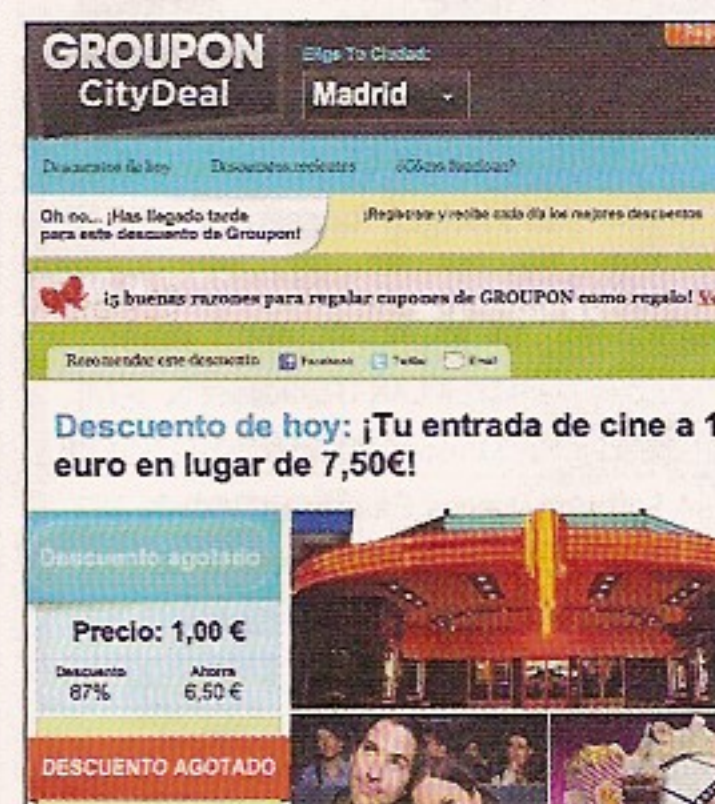 GROUPON
CityDeal
Elige Tu Ciudad:
Madrid
Descuentos de hoy Descuentos recientes ¿Cómo funciona?
Oh no... ¡Has llegado tarde
para este descuento de Groupon!
¡Regístrate y recibe cada día los mejores descuentos
¡5 buenas razones para regalar cupones de GROUPON como regalo!
Recomendar este descuento Facebook Twitter Email
Descuento de hoy: ¡Tu entrada de cine a 1
euro en lugar de 7,50€!
Descuento agotado
Precio: 1,00 €
Descuento Ahorra
87% 6,50 €
DESCUENTO AGOTADO